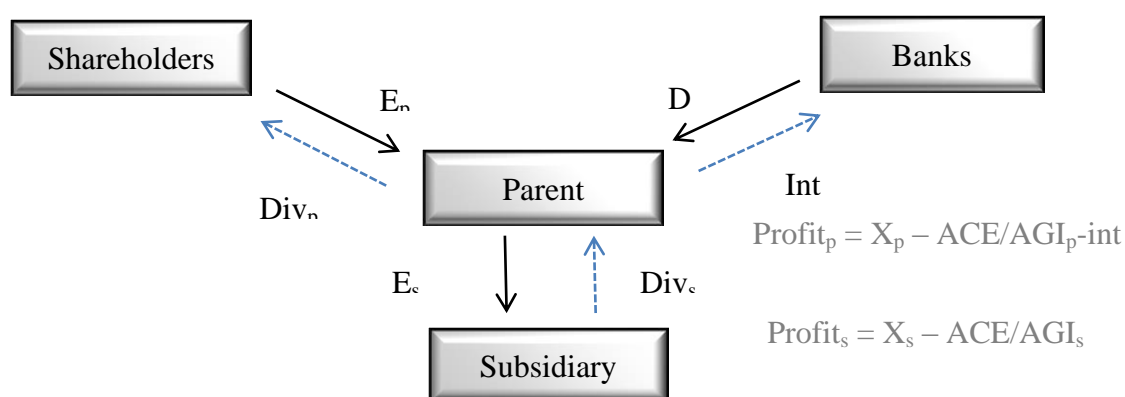 Shareholders
Banks
Eₚ
D
Parent
Divₚ
Int
Profitₚ = Xₚ – ACE/AGIₚ-int
Eₛ
Divₛ
Profitₛ = Xₛ – ACE/AGIₛ
Subsidiary